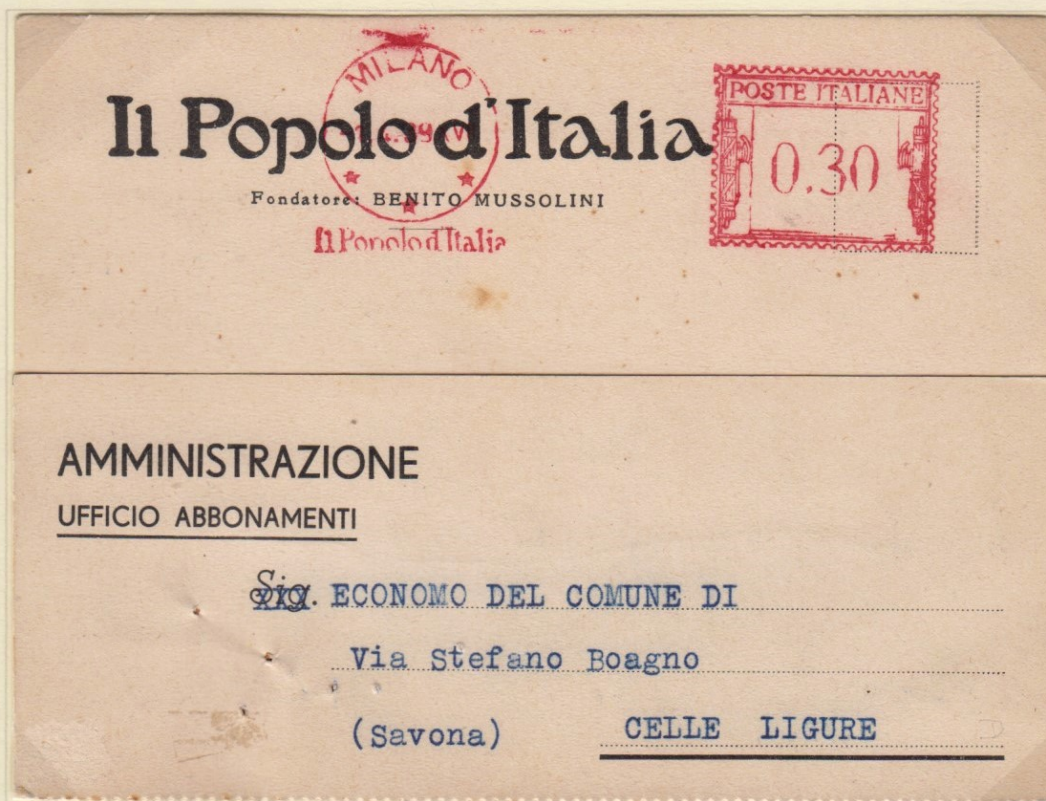 MILANO
POSTE ITALIANE
Il Popolo d'Italia
0.30
Fondatore: BENITO MUSSOLINI
Il Popolo d'Italia
AMMINISTRAZIONE
UFFICIO ABBONAMENTI
Sig. ECONOMO DEL COMUNE DI
Via Stefano Boagno
(Savona) CELLE LIGURE